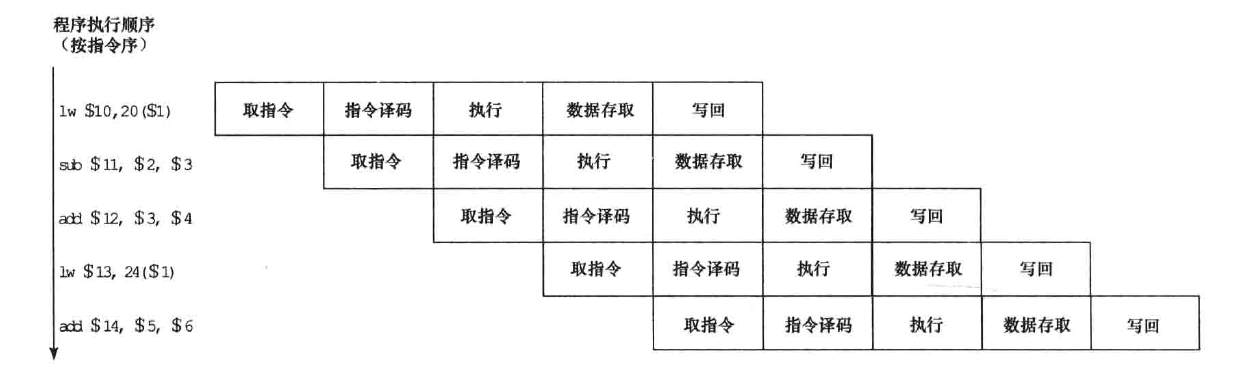 程序执行顺序
（按指令序）
lw $10,20($1) 取指令 指令译码 执行 数据存取 写回
sub $11, $2, $3 取指令 指令译码 执行 数据存取 写回
add $12, $3, $4 取指令 指令译码 执行 数据存取 写回
lw $13, 24($1) 取指令 指令译码 执行 数据存取 写回
add $14, $5, $6 取指令 指令译码 执行 数据存取 写回